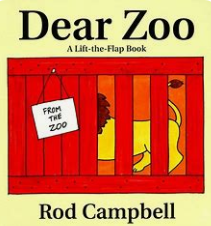 Dear Zoo
A Lift-the-Flap Book
FROM
THE
ZOO
Rod Campbell